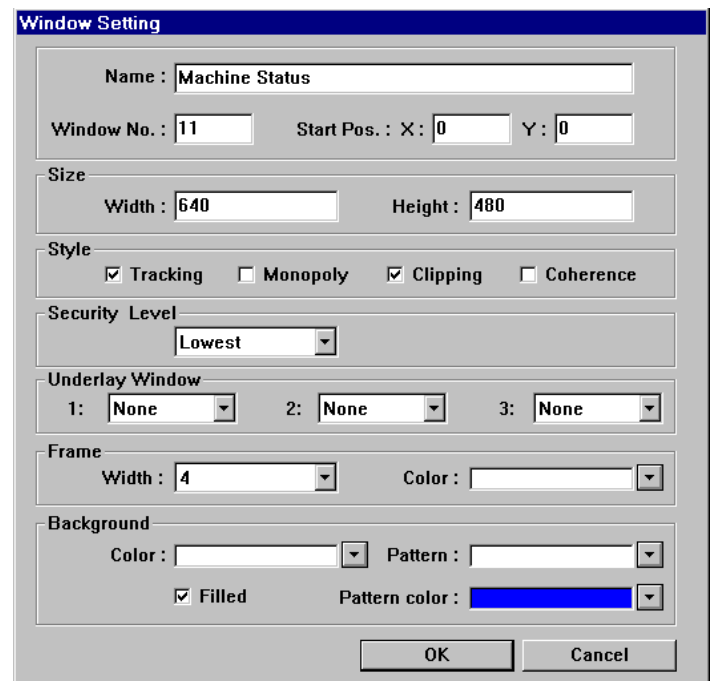 Window Setting
Name : Machine Status
Window No. : 11 Start Pos. : X : 0 Y : 0
Size
Width : 640 Height : 480
Style
Tracking Monopoly Clipping Coherence
Security Level
Lowest
Underlay Window
1: None 2: None 3: None
Frame
Width : 4 Color :
Background
Color : Pattern :
Filled Pattern color :
OK Cancel